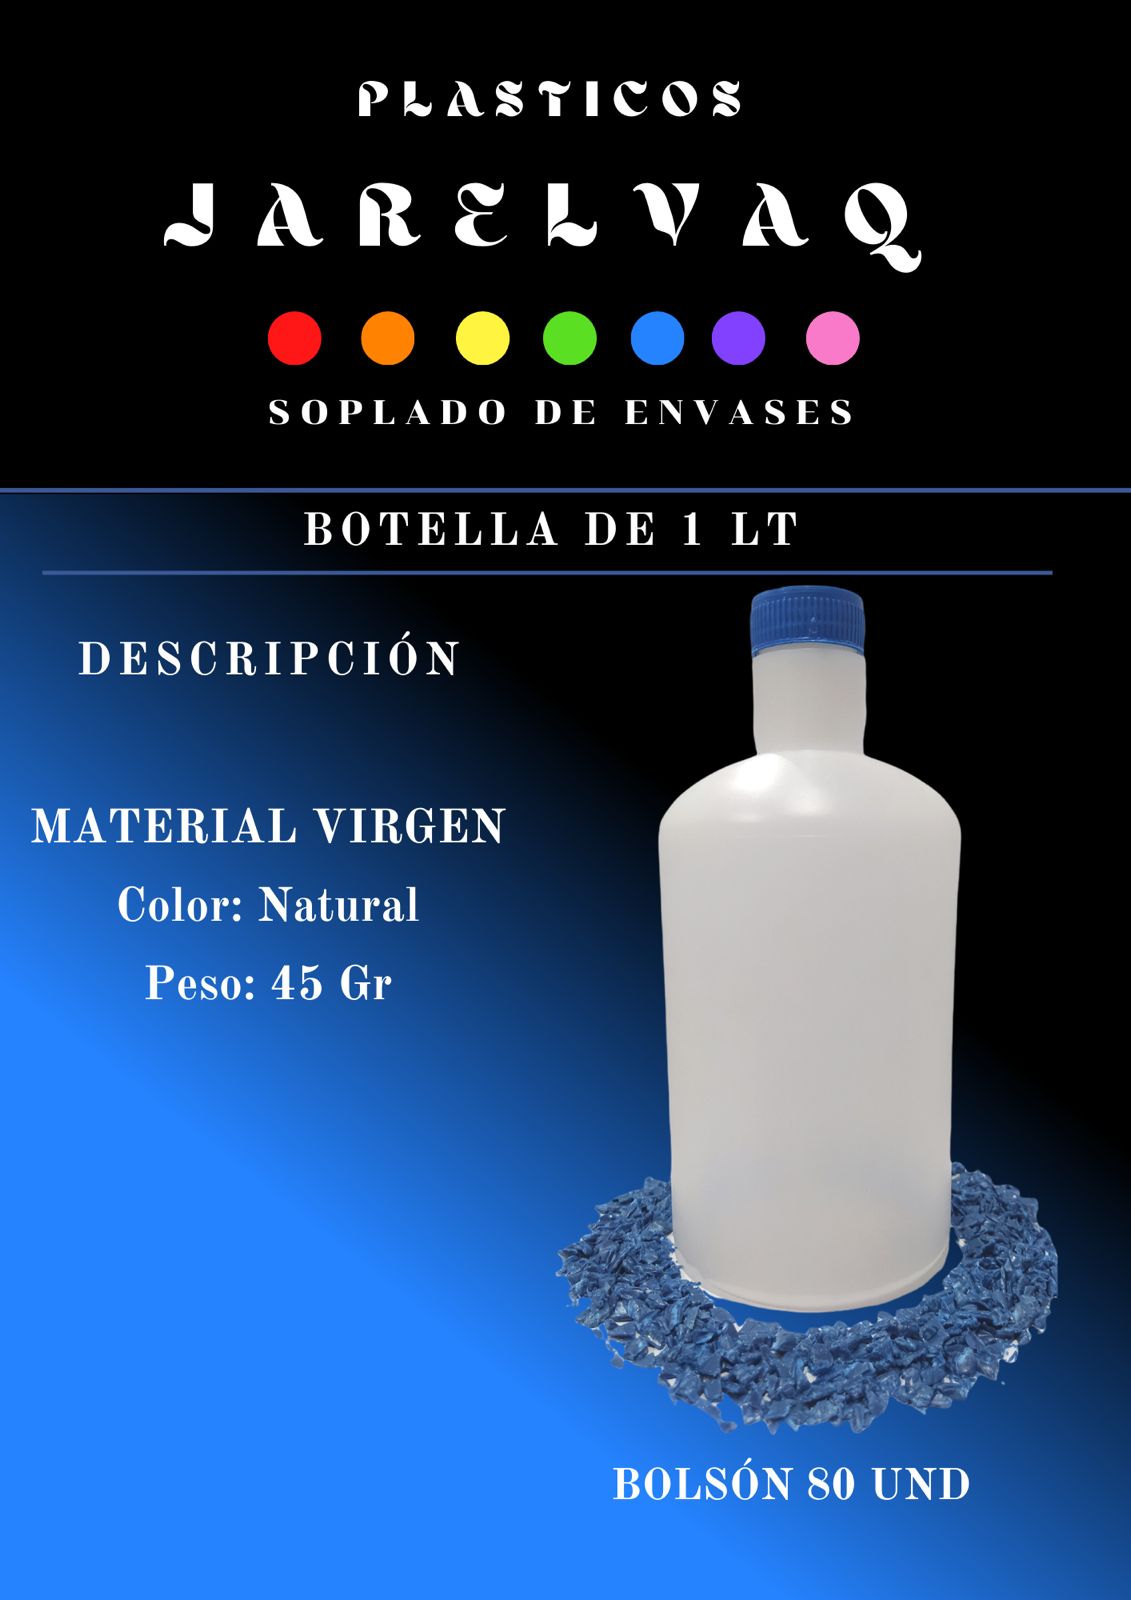 PLASTICOS
JARELVAQ
SOPLADO DE ENVASES
BOTELLA DE 1 LT
DESCRIPCIÓN
MATERIAL VIRGEN
Color: Natural
Peso: 45 Gr
BOLSÓN 80 UND